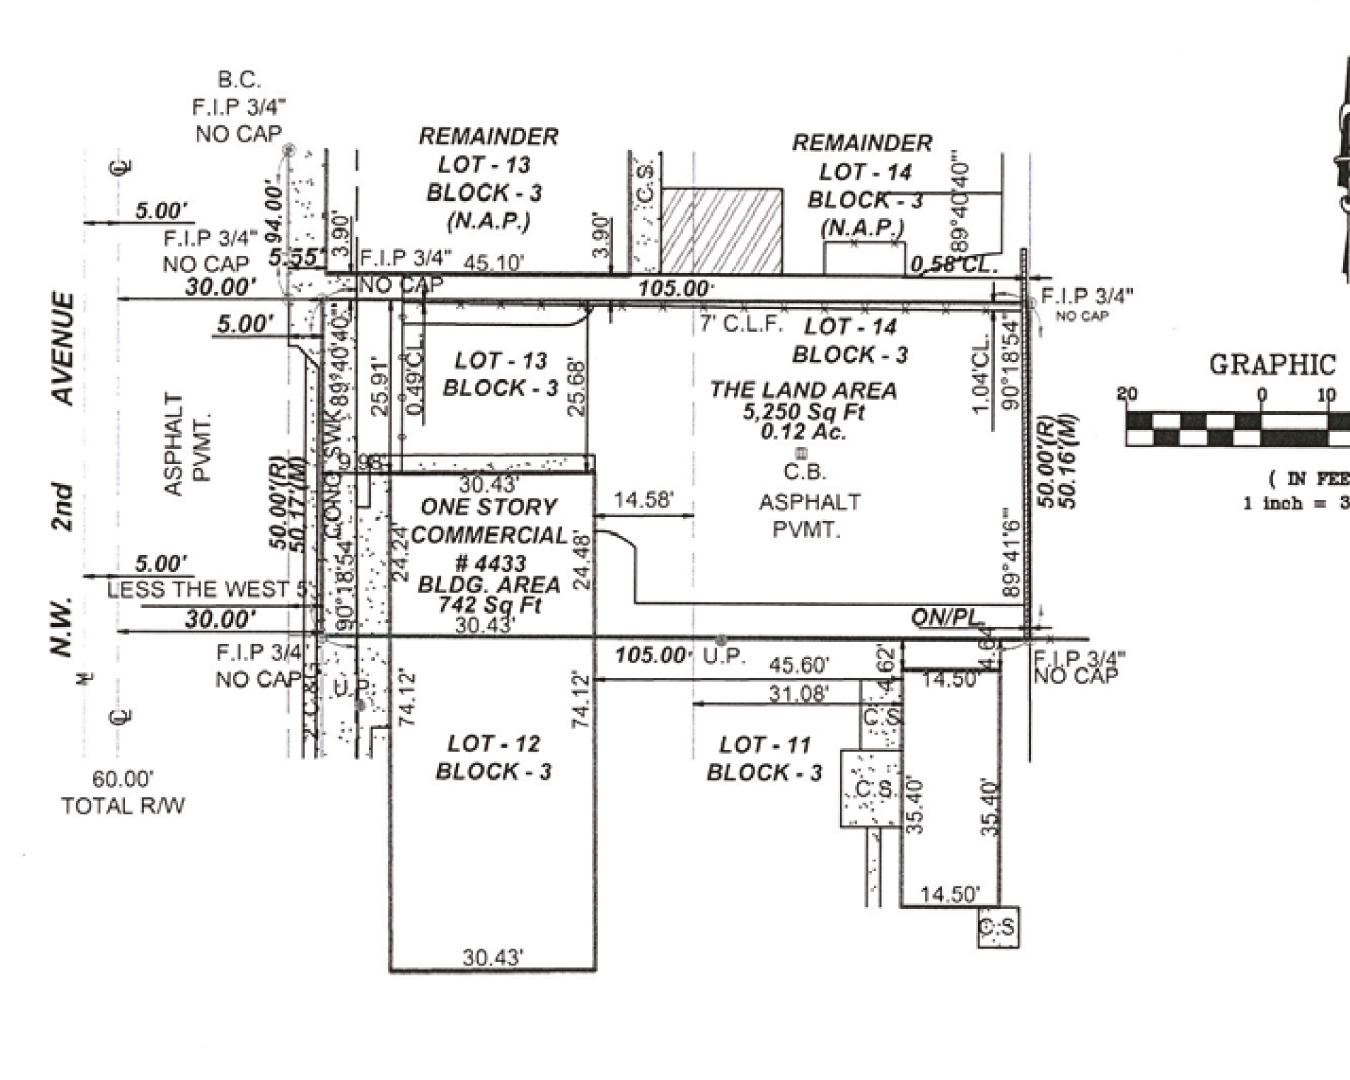 B.C.
F.I.P 3/4"
NO CAP
REMAINDER
LOT - 13
BLOCK - 3
(N.A.P.)
C.S.
REMAINDER
LOT - 14
BLOCK - 3
(N.A.P.)
89°40'40"'
5.00'
94.00'
3.90'
3.90'
F.I.P 3/4"
NO CAP
5.55'
F.I.P 3/4"
NO CAP
45.10'
0.58'CL.
30.00'
105.00'
F.I.P 3/4"
NO CAP
5.00'
7' C.L.F.
LOT - 14
BLOCK - 3
LOT - 13
BLOCK - 3
89°40'40"'
25.91'
0.49'CL.
25.68'
1.04'CL.
90°18'54"
THE LAND AREA
5,250 Sq Ft
0.12 Ac.
C.B.
ASPHALT
PVMT.
N.W. 2nd AVENUE
ASPHALT
PVMT.
50.00'(R)
50.17'(M)
CONC SWK
9.98'
30.43'
14.58'
50.00'(R)
50.16'(M)
ONE STORY
COMMERCIAL
# 4433
BLDG. AREA
742 Sq Ft
24.24'
24.48'
30.43'
89°41'6"'
90°18'54"
5.00'
LESS THE WEST 5'
30.00'
ON/PL
F.I.P 3/4"
NO CAP
105.00'
U.P.
45.60'
31.08'
4.62'
4.64'
14.50'
F.I.P 3/4"
NO CAP
2' C.&G
U.P.
74.12'
74.12'
LOT - 12
BLOCK - 3
LOT - 11
BLOCK - 3
C.S
C.S.
35.40'
35.40'
14.50'
C.S
30.43'
60.00'
TOTAL R/W
GRAPHIC
20
0
10
( IN FEE
1 inch = 3